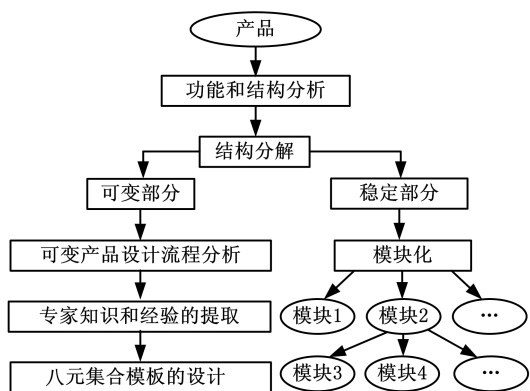 产品
功能和结构分析
结构分解
可变部分
稳定部分
可变产品设计流程分析
模块化
专家知识和经验的提取
模块1
模块2
…
八元集合模板的设计
模块3
模块4
…